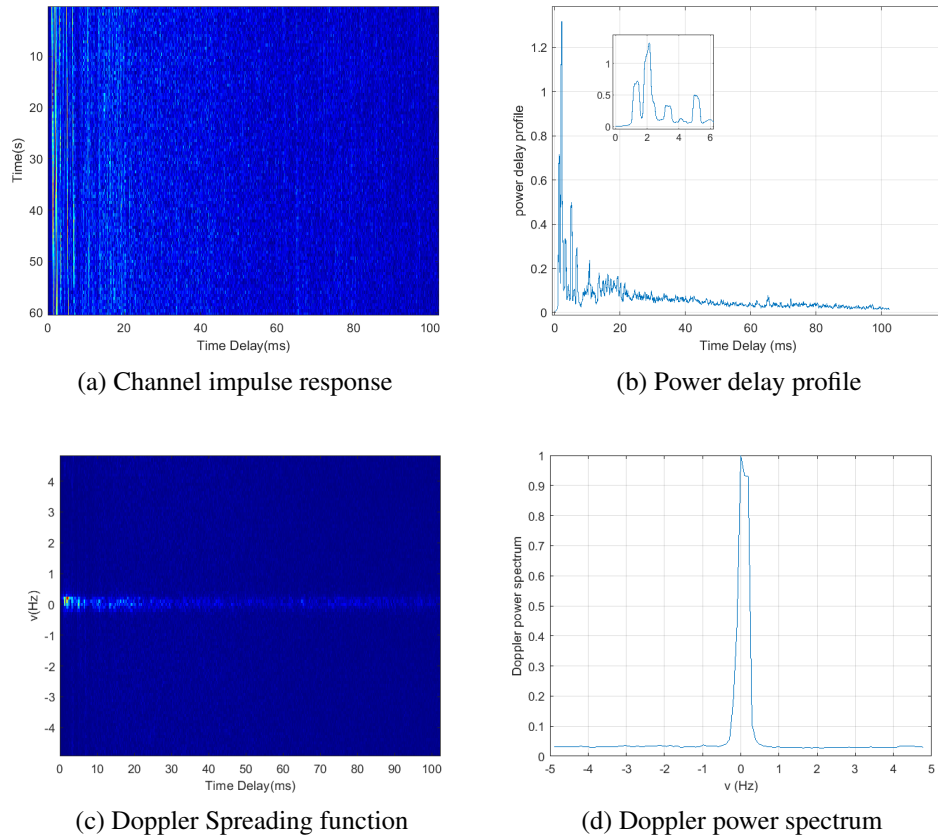 10
20
30
40
50
60
Time(s)
0 20 40 60 80 100
Time Delay(ms)
(a) Channel impulse response
0
0.2
0.4
0.6
0.8
1
1.2
power delay profile
1
0.5
0
0 2 4 6
0 20 40 60 80 100
Time Delay (ms)
(b) Power delay profile
4
3
2
1
0
-1
-2
-3
-4
v(Hz)
0 10 20 30 40 50 60 70 80 90 100
Time Delay(ms)
(c) Doppler Spreading function
1
0.9
0.8
0.7
0.6
0.5
0.4
0.3
0.2
0.1
0
Doppler power spectrum
-5 -4 -3 -2 -1 0 1 2 3 4 5
v (Hz)
(d) Doppler power spectrum